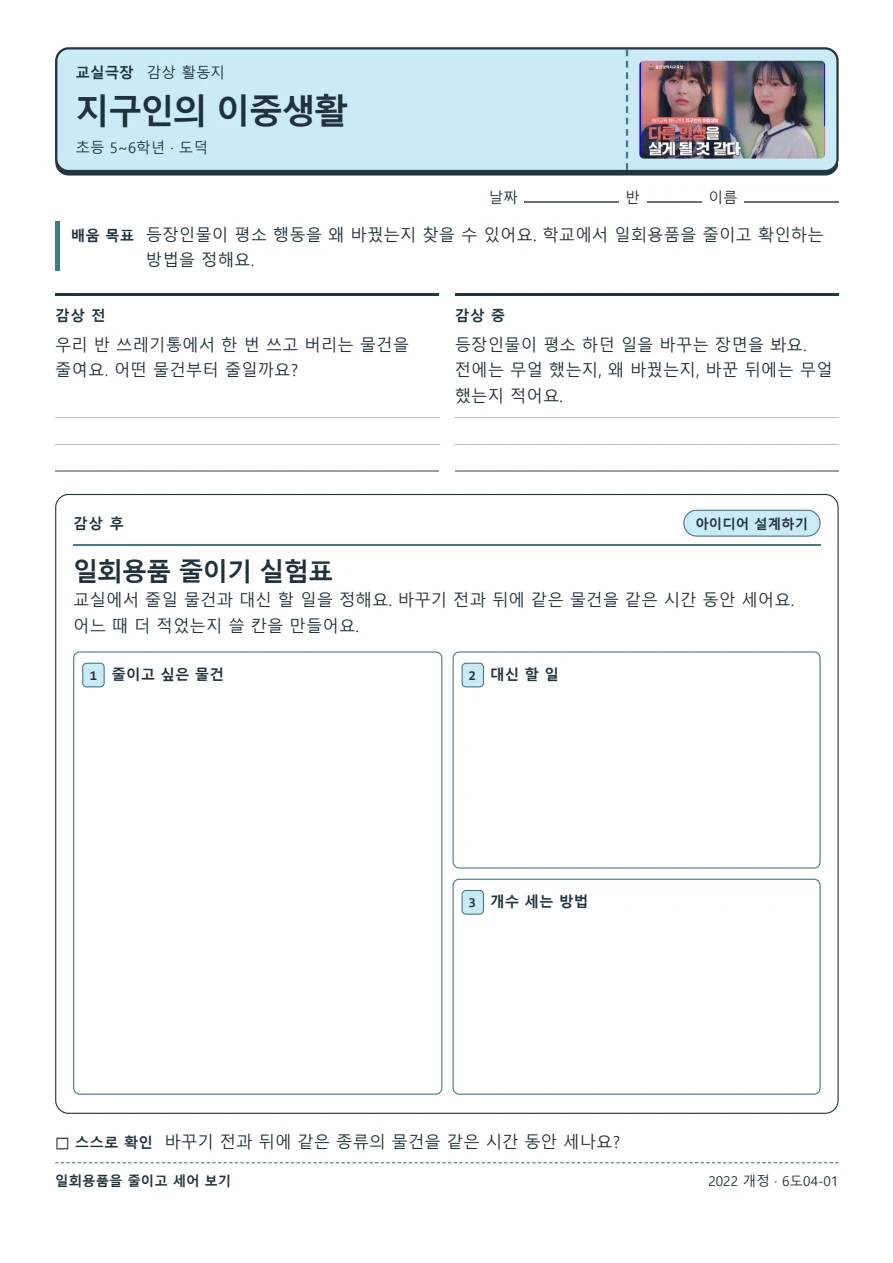 교실극장 감상 활동지
지구인의 이중생활
초등 5~6학년 · 도덕
다른 인생을
살게 될 것 같다
날짜 반 이름
배움 목표 등장인물이 평소 행동을 왜 바꿨는지 찾을 수 있어요. 학교에서 일회용품을 줄이고 확인하는
방법을 정해요.
감상 전
우리 반 쓰레기통에서 한 번 쓰고 버리는 물건을
줄여요. 어떤 물건부터 줄일까요?
감상 중
등장인물이 평소 하던 일을 바꾸는 장면을 봐요.
전에는 무얼 했는지, 왜 바꿨는지, 바꾼 뒤에는 무얼
했는지 적어요.
감상 후
아이디어 설계하기
일회용품 줄이기 실험표
교실에서 줄일 물건과 대신 할 일을 정해요. 바꾸기 전과 뒤에 같은 물건을 같은 시간 동안 세어요.
어느 때 더 적었는지 쓸 칸을 만들어요.
1 줄이고 싶은 물건
2 대신 할 일
3 개수 세는 방법
스스로 확인 바꾸기 전과 뒤에 같은 종류의 물건을 같은 시간 동안 세나요?
일회용품을 줄이고 세어 보기
2022 개정 · 6도04-01